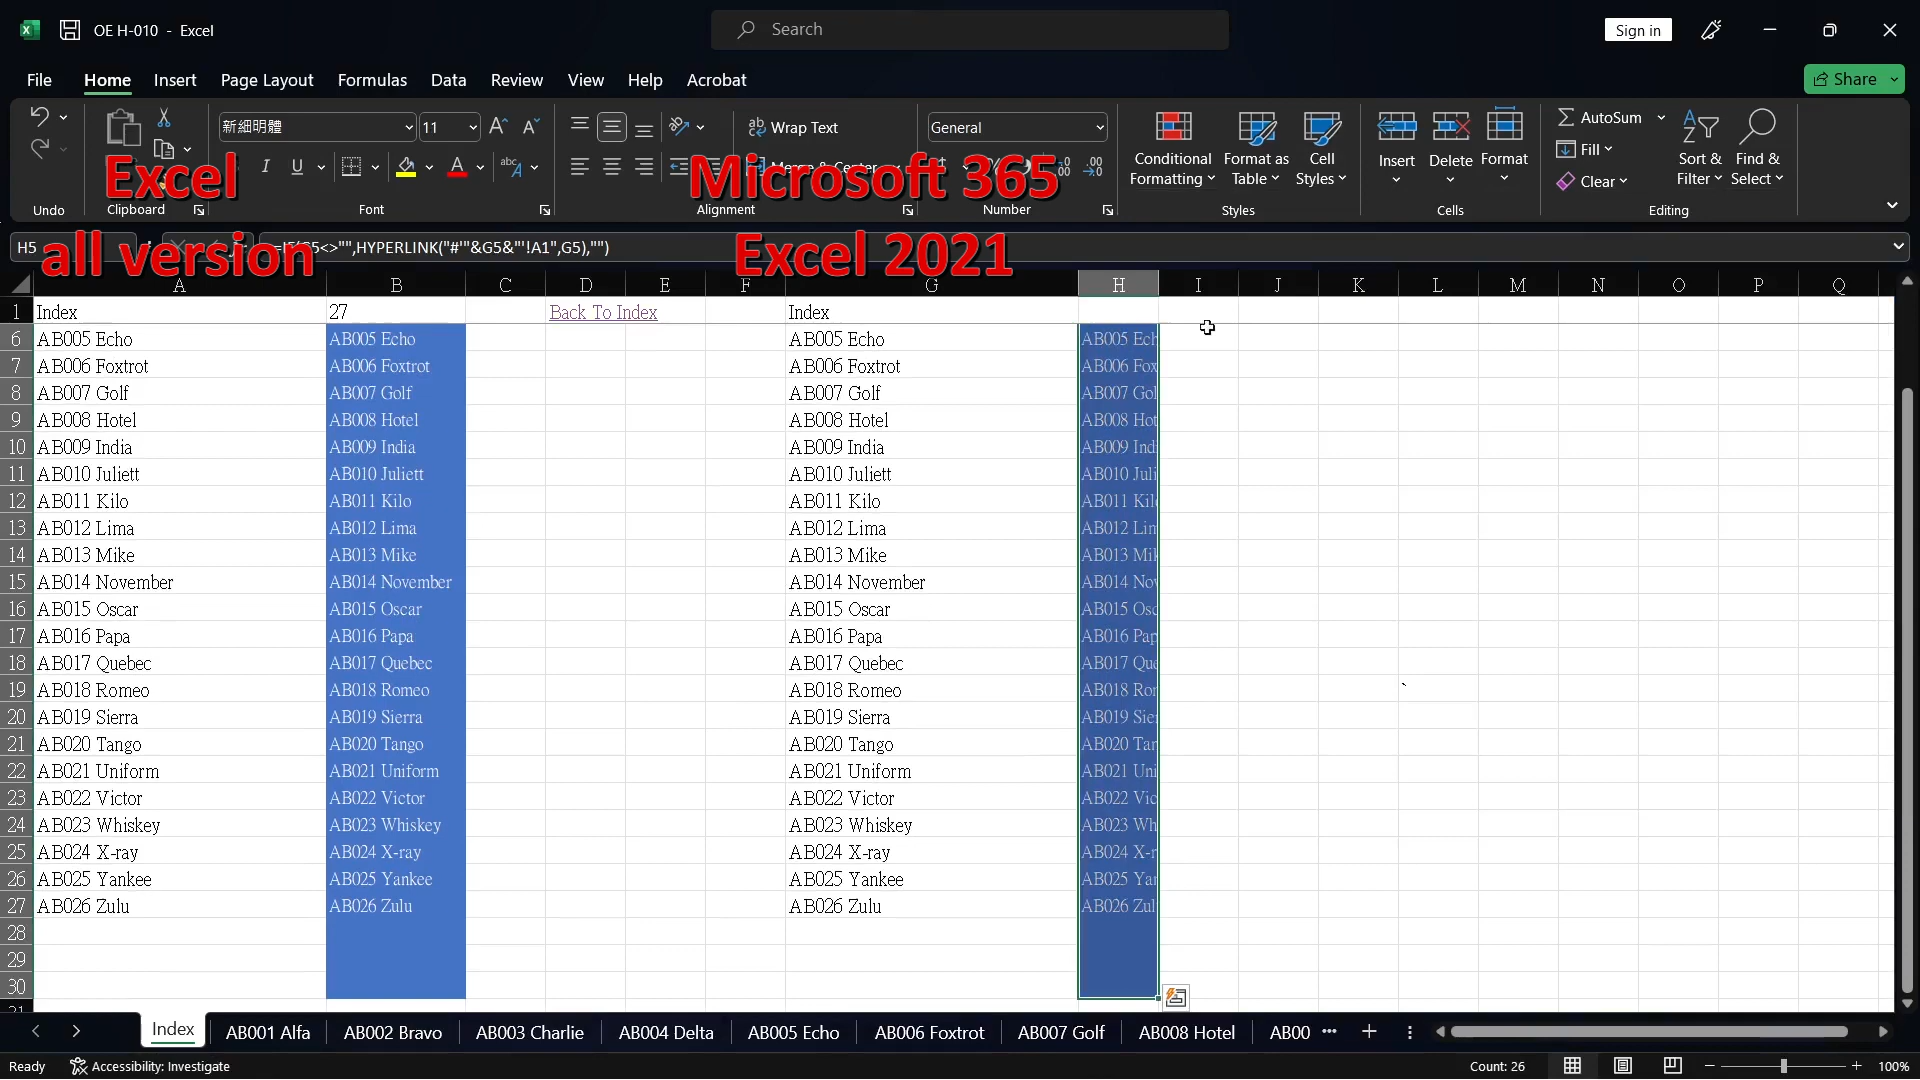 OE H-010 - Excel
Search
Sign in
File Home Insert Page Layout Formulas Data Review View Help Acrobat
Share
新細明體 11
Wrap Text
General
Merge & Center
Conditional Formatting
Format as Table
Cell Styles
Insert Delete Format
AutoSum
Fill
Clear
Sort & Filter
Find & Select
Undo Clipboard Font Alignment Number Styles Cells Editing
Excel
all version
Microsoft 365
Excel 2021
H5 =IF(G5<>"",HYPERLINK("#'"&G5&"'!A1",G5),"")
A B C D E F G H I J K L M N O P Q
1 Index 27 Back To Index Index
6 AB005 Echo AB005 Echo AB005 Echo AB005 Ech
7 AB006 Foxtrot AB006 Foxtrot AB006 Foxtrot AB006 Fox
8 AB007 Golf AB007 Golf AB007 Golf AB007 Gol
9 AB008 Hotel AB008 Hotel AB008 Hotel AB008 Hot
10 AB009 India AB009 India AB009 India AB009 Ind
11 AB010 Juliett AB010 Juliett AB010 Juliett AB010 Juli
12 AB011 Kilo AB011 Kilo AB011 Kilo AB011 Kil
13 AB012 Lima AB012 Lima AB012 Lima AB012 Lim
14 AB013 Mike AB013 Mike AB013 Mike AB013 Mik
15 AB014 November AB014 November AB014 November AB014 Nov
16 AB015 Oscar AB015 Oscar AB015 Oscar AB015 Osc
17 AB016 Papa AB016 Papa AB016 Papa AB016 Pap
18 AB017 Quebec AB017 Quebec AB017 Quebec AB017 Que
19 AB018 Romeo AB018 Romeo AB018 Romeo AB018 Ror `
20 AB019 Sierra AB019 Sierra AB019 Sierra AB019 Sie
21 AB020 Tango AB020 Tango AB020 Tango AB020 Tar
22 AB021 Uniform AB021 Uniform AB021 Uniform AB021 Uni
23 AB022 Victor AB022 Victor AB022 Victor AB022 Vic
24 AB023 Whiskey AB023 Whiskey AB023 Whiskey AB023 Wh
25 AB024 X-ray AB024 X-ray AB024 X-ray AB024 X-r
26 AB025 Yankee AB025 Yankee AB025 Yankee AB025 Yar
27 AB026 Zulu AB026 Zulu AB026 Zulu AB026 Zul
28
29
30
Index AB001 Alfa AB002 Bravo AB003 Charlie AB004 Delta AB005 Echo AB006 Foxtrot AB007 Golf AB008 Hotel AB00 ...
Ready Accessibility: Investigate Count: 26 100%